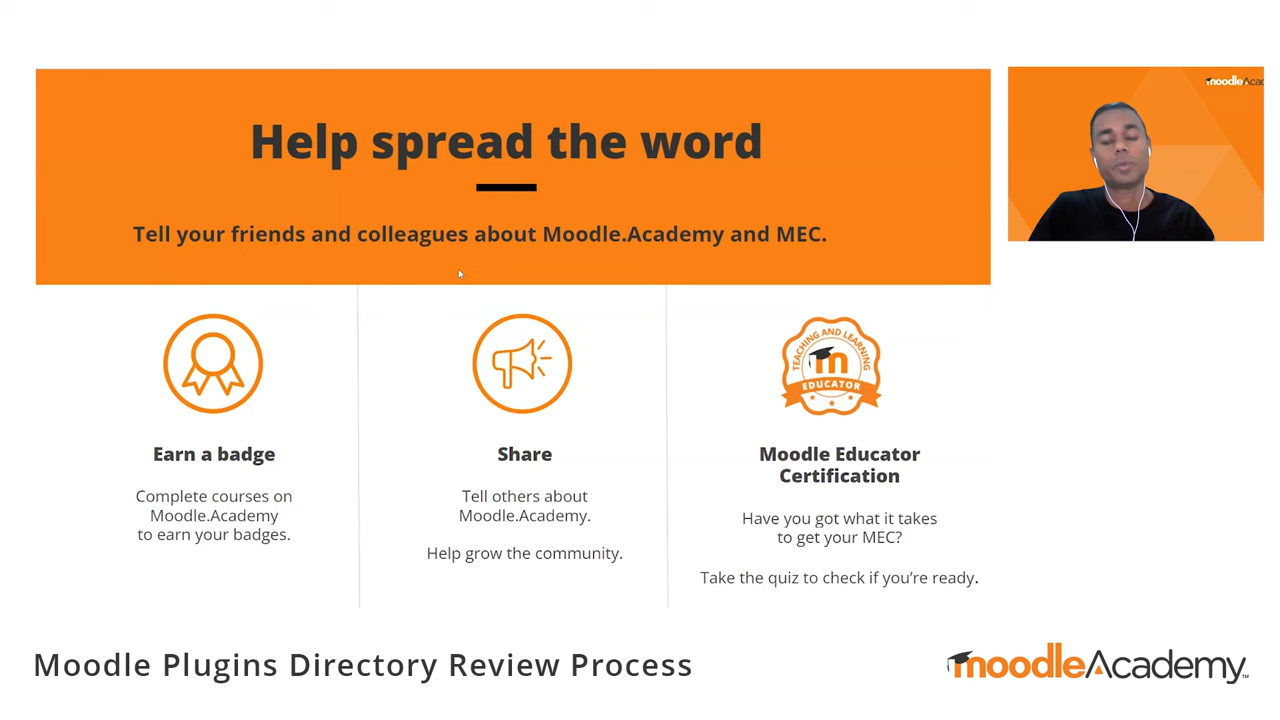 Help spread the word
Tell your friends and colleagues about Moodle.Academy and MEC.
moodleAcad
Earn a badge
Complete courses on
Moodle.Academy
to earn your badges.
Share
Tell others about
Moodle.Academy.
Help grow the community.
TEACHING AND LEARNING
m
EDUCATOR
Moodle Educator
Certification
Have you got what it takes
to get your MEC?
Take the quiz to check if you’re ready.
Moodle Plugins Directory Review Process
moodleAcademy™